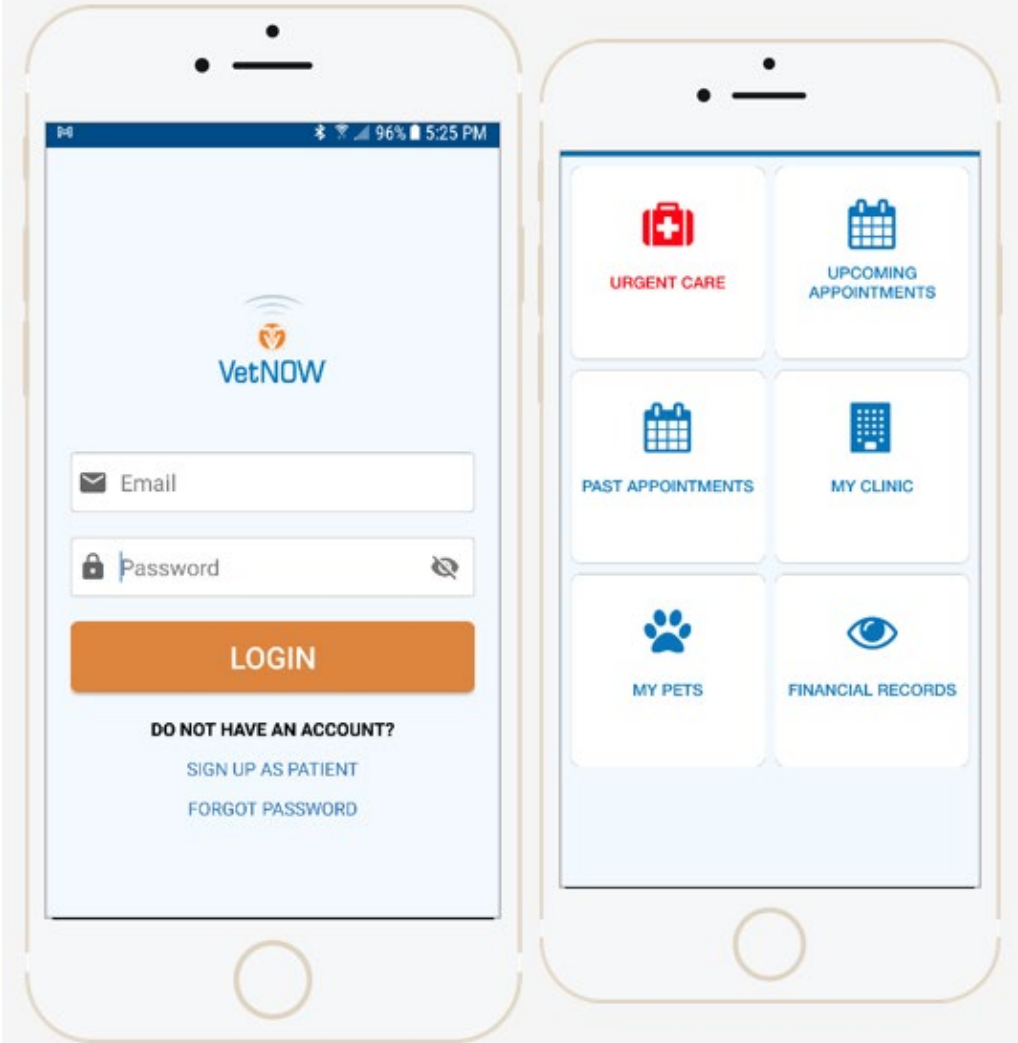 96% 5:25 PM
VetNOW
Email
Password
LOGIN
DO NOT HAVE AN ACCOUNT?
SIGN UP AS PATIENT
FORGOT PASSWORD
URGENT CARE
UPCOMING
APPOINTMENTS
PAST APPOINTMENTS
MY CLINIC
MY PETS
FINANCIAL RECORDS